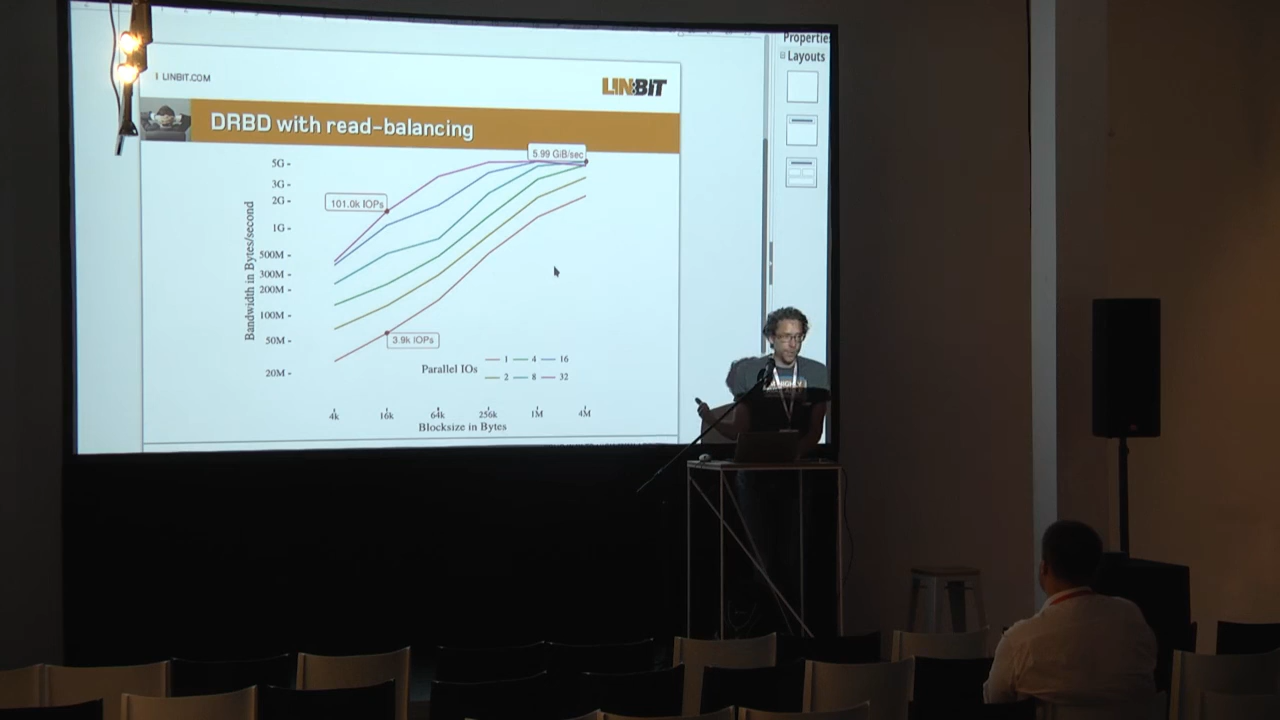 Properties
Layouts
LINBIT.COM
LINBIT
DRBD with read-balancing
5.99 GiB/sec
101.0k IOPs
3.9k IOPs
Bandwidth in Bytes/second
5G
3G
2G
1G
500M
300M
200M
100M
50M
20M
Parallel IOs
1 4 16
2 8 32
4k 16k 64k 256k 1M 4M
Blocksize in Bytes